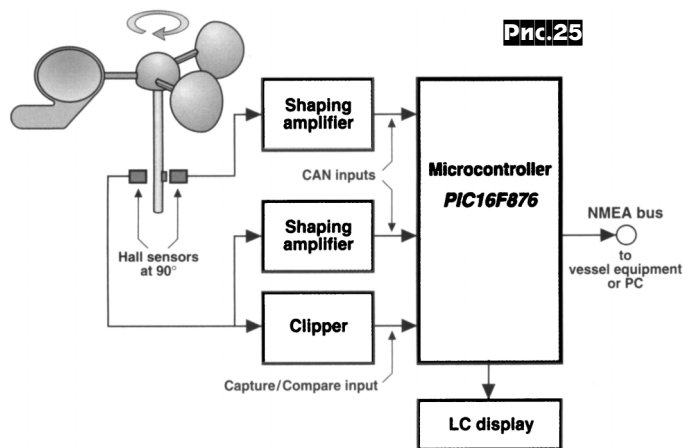 Рис.25
Shaping
amplifier
CAN inputs
Microcontroller
PIC16F876
NMEA bus
to
vessel equipment
or PC
Hall sensors
at 90°
Shaping
amplifier
Clipper
Capture/Compare input
LC display